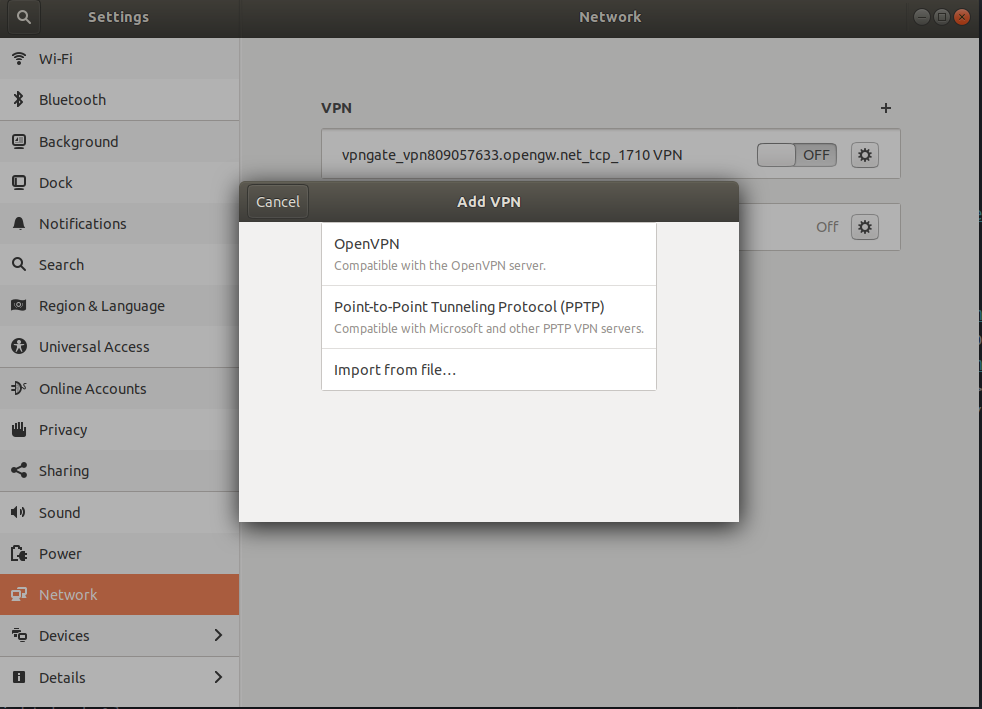 Settings
Network
Wi-Fi
Bluetooth
Background
Dock
Notifications
Search
Region & Language
Universal Access
Online Accounts
Privacy
Sharing
Sound
Power
Network
Devices
Details
VPN
vpngate_vpn809057633.opengw.net_tcp_1710 VPN
OFF
Off
Cancel
Add VPN
OpenVPN
Compatible with the OpenVPN server.
Point-to-Point Tunneling Protocol (PPTP)
Compatible with Microsoft and other PPTP VPN servers.
Import from file…